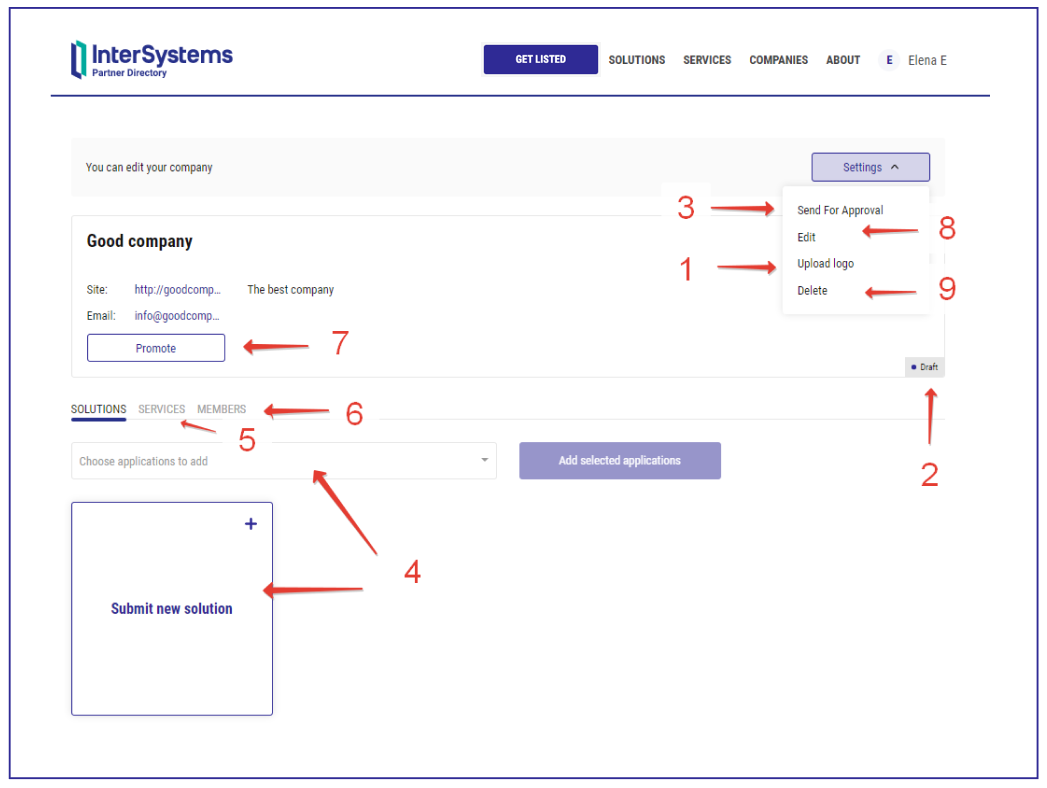 InterSystems
Partner Directory
GET LISTED SOLUTIONS SERVICES COMPANIES ABOUT E Elena E
You can edit your company
Settings
3 Send For Approval
Edit 8
1 Upload logo
Delete 9
Good company
Site: http://goodcomp... The best company
Email: info@goodcomp...
Promote 7
Draft
2
SOLUTIONS SERVICES MEMBERS 6
5
Choose applications to add Add selected applications
4
+
Submit new solution